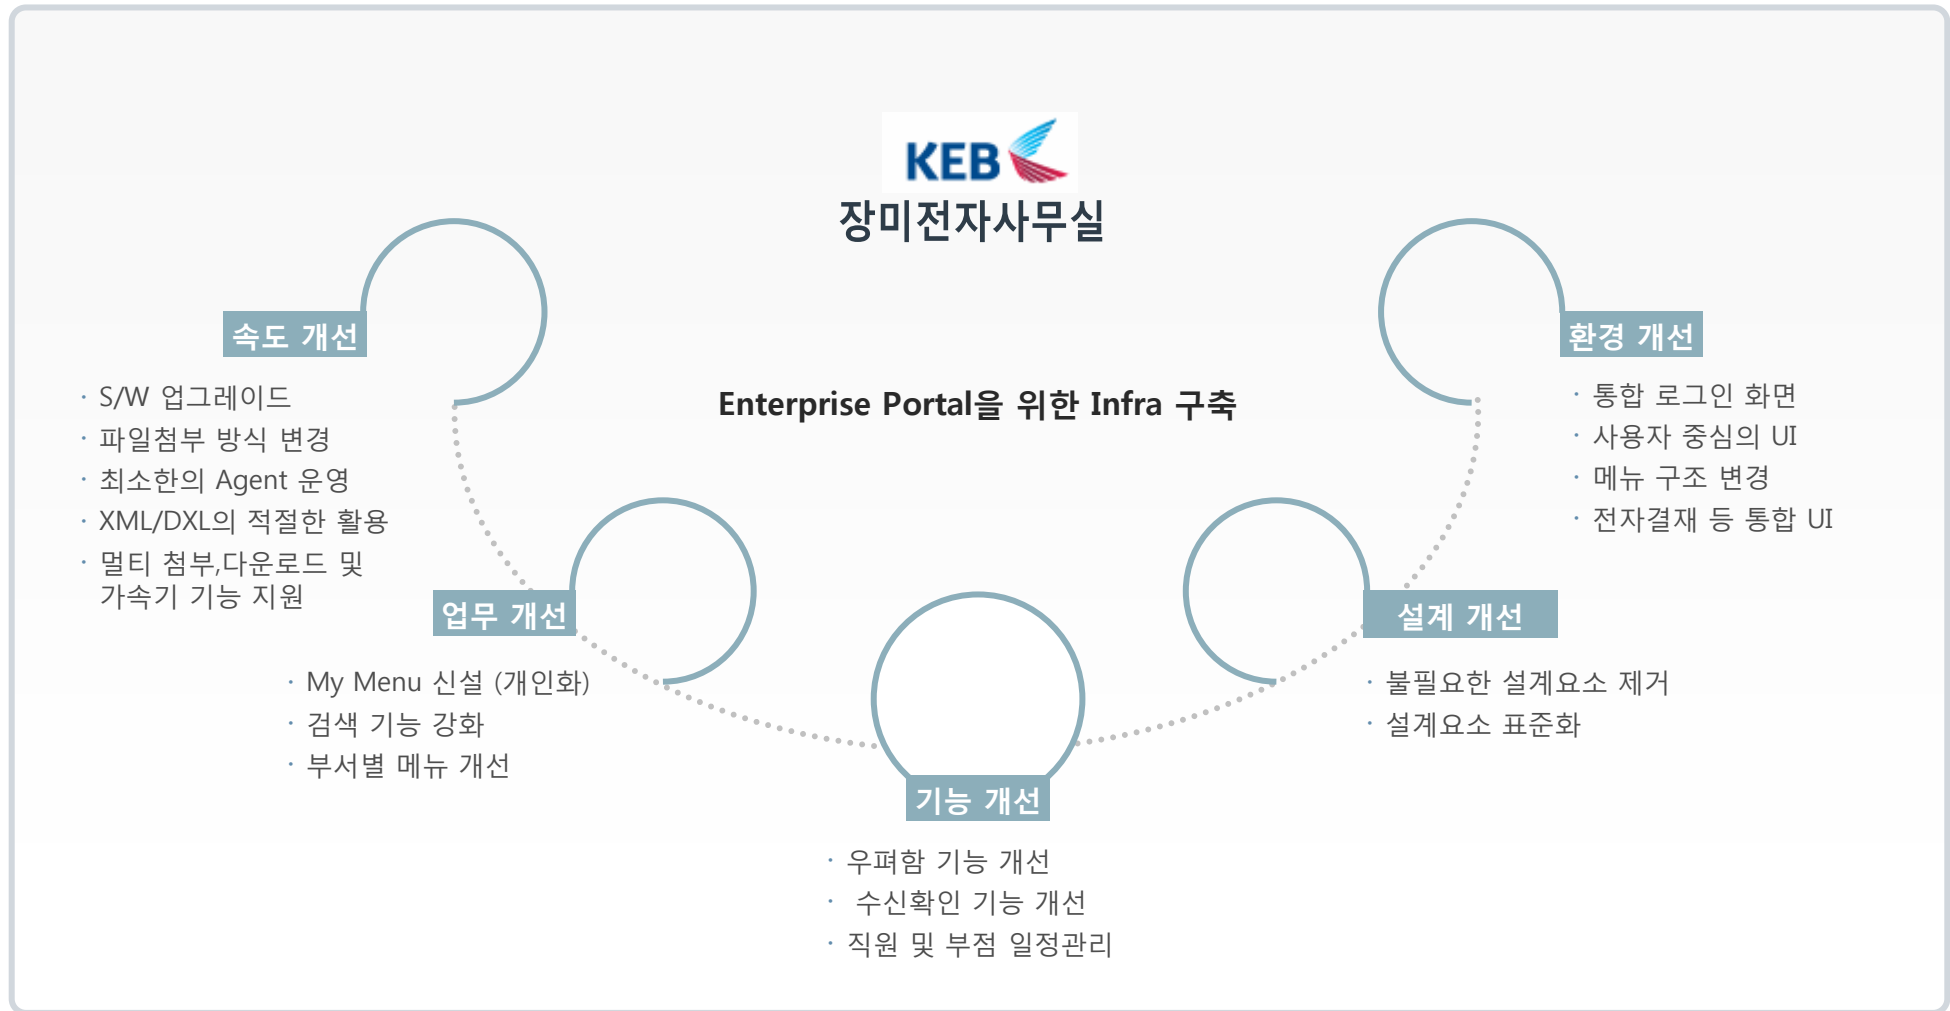 KEB
장미전자사무실
Enterprise Portal을 위한 Infra 구축
속도 개선
· S/W 업그레이드
· 파일첨부 방식 변경
· 최소한의 Agent 운영
· XML/DXL의 적절한 활용
· 멀티 첨부,다운로드 및
가속기 기능 지원
업무 개선
· My Menu 신설 (개인화)
· 검색 기능 강화
· 부서별 메뉴 개선
기능 개선
· 우펴함 기능 개선
· 수신확인 기능 개선
· 직원 및 부점 일정관리
설계 개선
· 불필요한 설계요소 제거
· 설계요소 표준화
환경 개선
· 통합 로그인 화면
· 사용자 중심의 UI
· 메뉴 구조 변경
· 전자결재 등 통합 UI